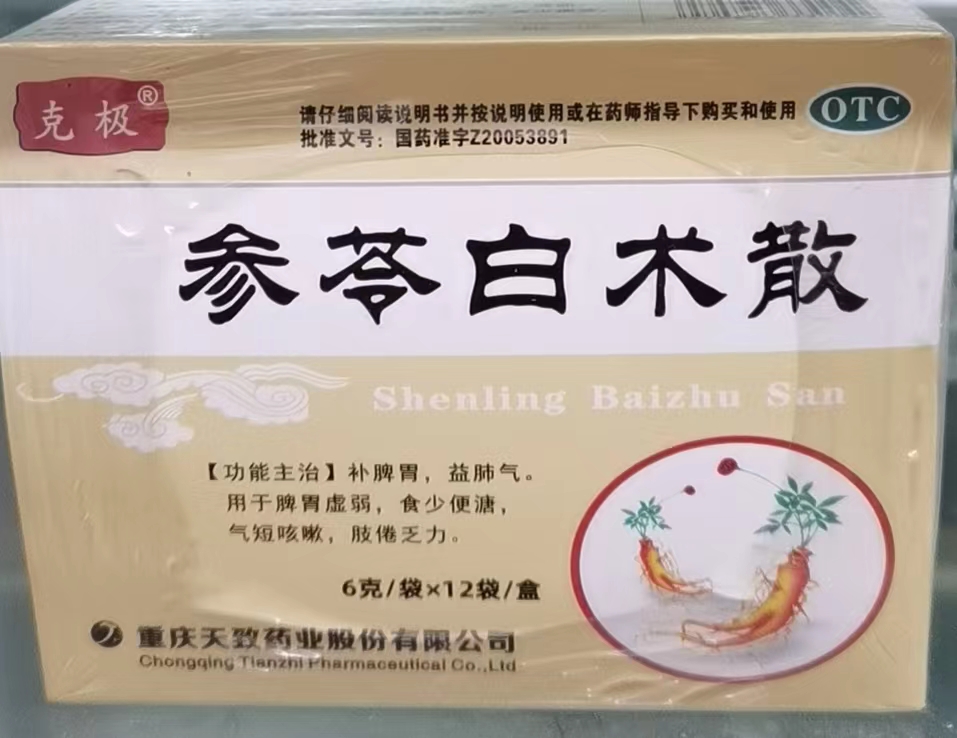 克极®
请仔细阅读说明书并按说明使用或在药师指导下购买和使用
批准文号：国药准字Z20053891
OTC
参苓白术散
Shenling Baizhu San
【功能主治】补脾胃，益肺气。
用于脾胃虚弱，食少便溏，
气短咳嗽，肢倦乏力。
6克/袋×12袋/盒
重庆天致药业股份有限公司
Chongqing Tianzhi Pharmaceutical Co.,Ltd